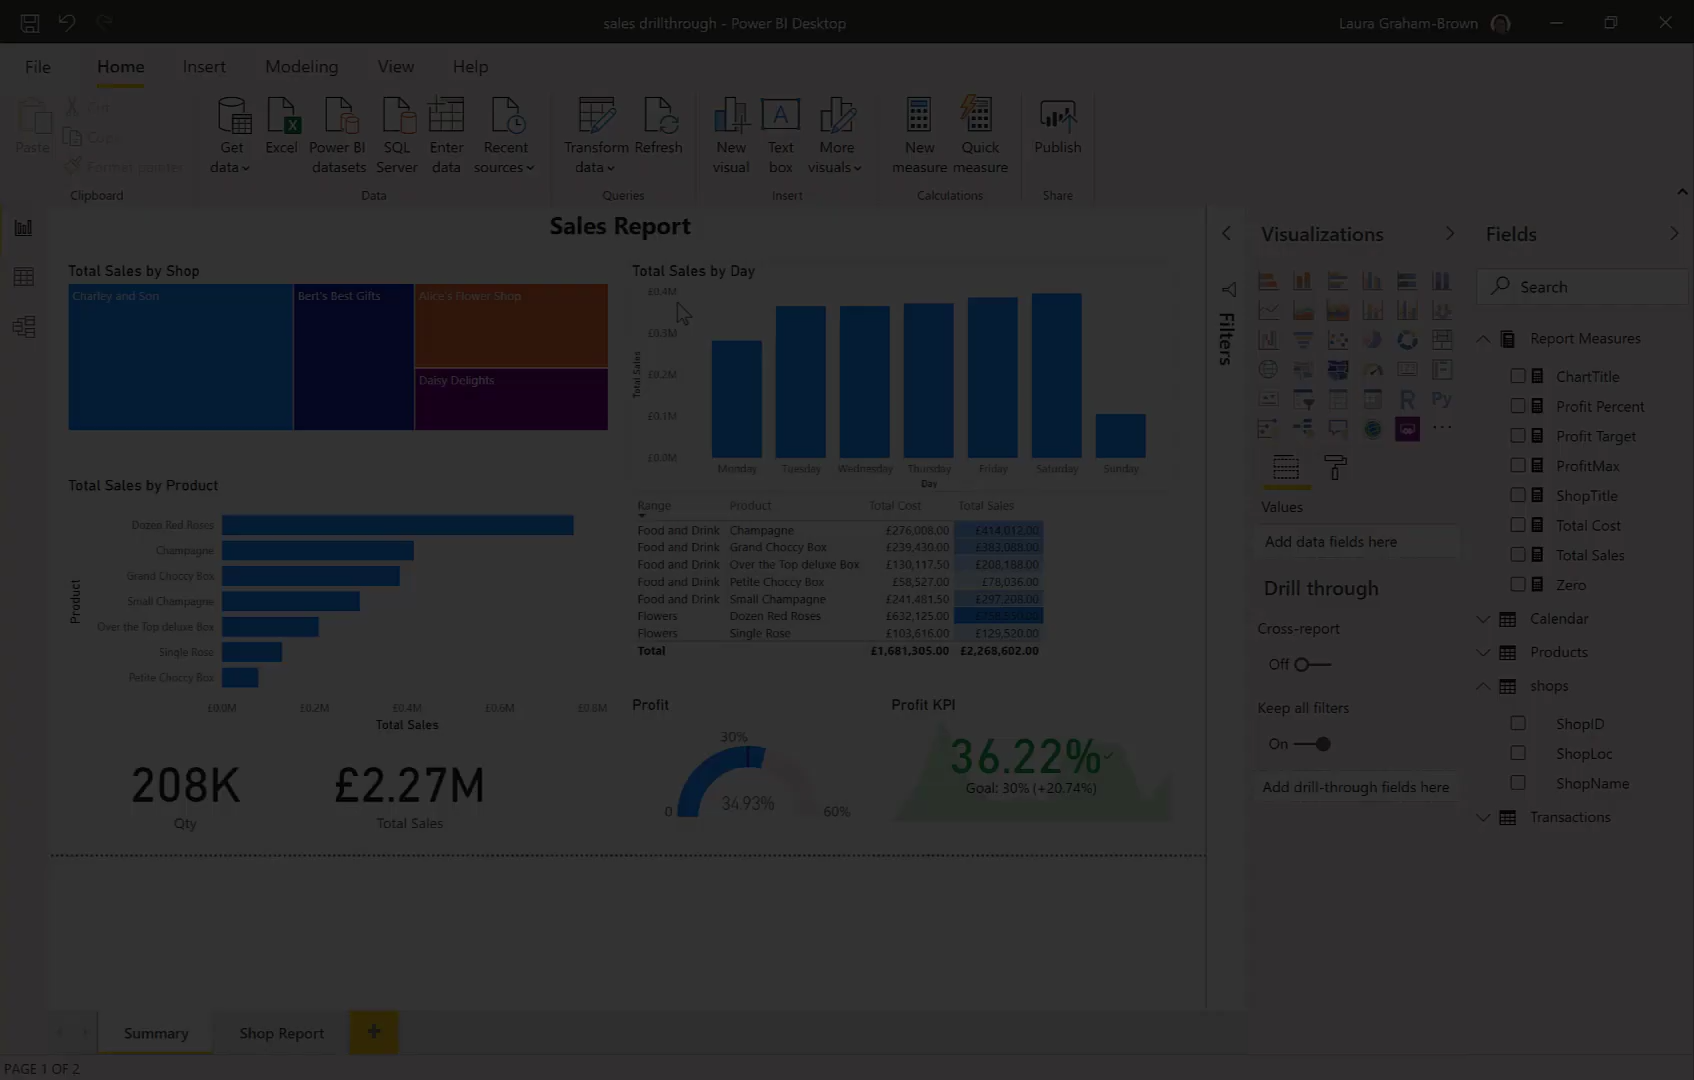 sales drillthrough - Power BI Desktop
Laura Graham-Brown
File Home Insert Modeling View Help
Paste
Cut
Copy
Format painter
Clipboard
Get data
Excel
Power BI datasets
SQL Server
Enter data
Recent sources
Data
Transform data
Refresh
Queries
New visual
Text box
More visuals
Insert
New measure
Quick measure
Calculations
Publish
Share
Sales Report
Total Sales by Shop
Charley and Son
Bert's Best Gifts
Alice's Flower Shop
Daisy Delights
Total Sales by Day
£0.4M
£0.3M
£0.2M
£0.1M
£0.0M
Total Sales
Monday Tuesday Wednesday Thursday Friday Saturday Sunday
Day
Total Sales by Product
Product
Dozen Red Roses
Champagne
Grand Choccy Box
Small Champagne
Over the Top deluxe Box
Single Rose
Petite Choccy Box
£0.0M £0.2M £0.4M £0.6M £0.8M
Total Sales
Range Product Total Cost Total Sales
Food and Drink Champagne £276,008.00 £414,012.00
Food and Drink Grand Choccy Box £239,430.00 £383,088.00
Food and Drink Over the Top deluxe Box £130,117.50 £208,188.00
Food and Drink Petite Choccy Box £58,527.00 £78,036.00
Food and Drink Small Champagne £241,481.50 £297,208.00
Flowers Dozen Red Roses £632,125.00
Flowers Single Rose £103,616.00 £129,520.00
Total £1,681,305.00 £2,268,602.00
208K
Qty
£2.27M
Total Sales
Profit
30%
34.93%
0
60%
Profit KPI
36.22%
Goal: 30% (+20.74%)
Filters
Visualizations
R Py
Values
Add data fields here
Drill through
Cross-report
Off
Keep all filters
On
Add drill-through fields here
Fields
Search
Report Measures
ChartTitle
Profit Percent
Profit Target
ProfitMax
ShopTitle
Total Cost
Total Sales
Zero
Calendar
Products
shops
ShopID
ShopLoc
ShopName
Transactions
Summary Shop Report
PAGE 1 OF 2